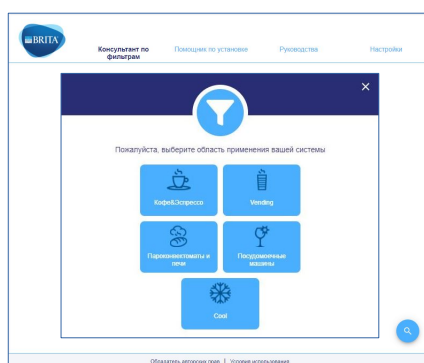 BRITA
Консультант по
фильтрам
Помощник по установке
Руководства
Настройки
Пожалуйста, выберите область применения вашей системы
Кофе&Эспрессо
Vending
Пароконвектоматы и
печи
Посудомоечные
машины
Cool
Обладатель авторских прав | Условия использования